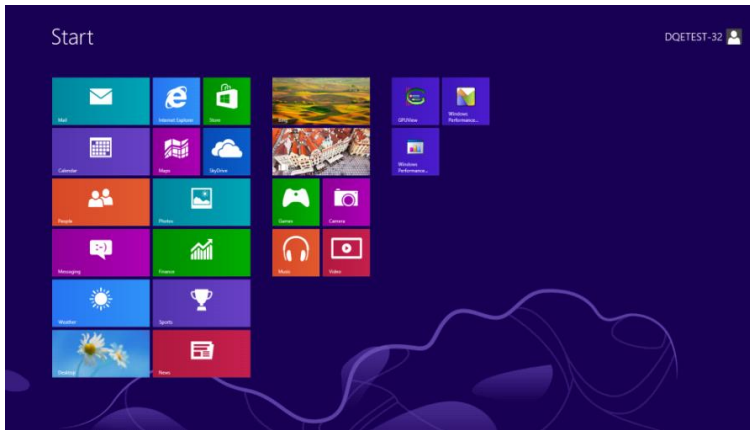 Start
DQETEST-32
Mail
Internet Explorer
Store
Calendar
Maps
SkyDrive
People
Photos
Messaging
Finance
Weather
Sports
Desktop
News
Bing
Games
Camera
Music
Video
GPUView
Windows
Performance...
Windows
Performance...